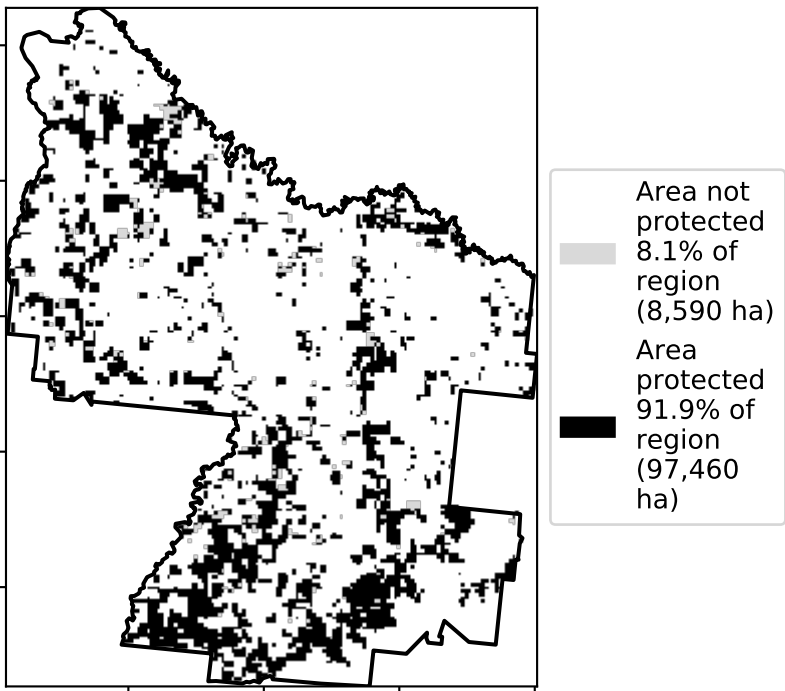 Area not
protected
8.1% of
region
(8,590 ha)
Area
protected
91.9% of
region
(97,460
ha)